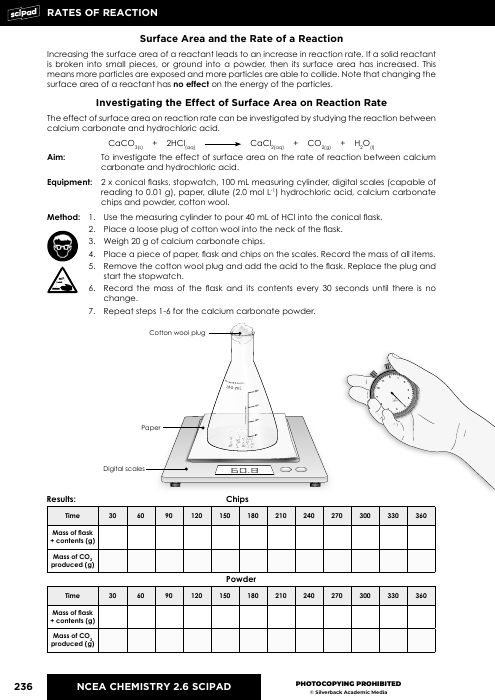 scipad RATES OF REACTION
Surface Area and the Rate of a Reaction
Increasing the surface area of a reactant leads to an increase in reaction rate. If a solid reactant
is broken into small pieces, or ground into a powder, then its surface area has increased. This
means more particles are exposed and more particles are able to collide. Note that changing the
surface area of a reactant has no effect on the energy of the particles.
Investigating the Effect of Surface Area on Reaction Rate
The effect of surface area on reaction rate can be investigated by studying the reaction between
calcium carbonate and hydrochloric acid.
CaCO3(s) + 2HCl(aq) ⟶ CaCl2(aq) + CO2(g) + H2O(l)
Aim: To investigate the effect of surface area on the rate of reaction between calcium
carbonate and hydrochloric acid.
Equipment: 2 x conical flasks, stopwatch, 100 mL measuring cylinder, digital scales (capable of
reading to 0.01 g), paper, dilute (2.0 mol L-1) hydrochloric acid, calcium carbonate
chips and powder, cotton wool.
Method: 1. Use the measuring cylinder to pour 40 mL of HCl into the conical flask.
2. Place a loose plug of cotton wool into the neck of the flask.
3. Weigh 20 g of calcium carbonate chips.
4. Place a piece of paper, flask and chips on the scales. Record the mass of all items.
5. Remove the cotton wool plug and add the acid to the flask. Replace the plug and
start the stopwatch.
6. Record the mass of the flask and its contents every 30 seconds until there is no
change.
7. Repeat steps 1-6 for the calcium carbonate powder.
Cotton wool plug
Paper
Digital scales
60.8
Results: Chips
Time 30 60 90 120 150 180 210 240 270 300 330 360
Mass of flask
+ contents (g)
Mass of CO2
produced (g)
Powder
Time 30 60 90 120 150 180 210 240 270 300 330 360
Mass of flask
+ contents (g)
Mass of CO2
produced (g)
236 NCEA CHEMISTRY 2.6 SCIPAD PHOTOCOPYING PROHIBITED
© Silverback Academic Media